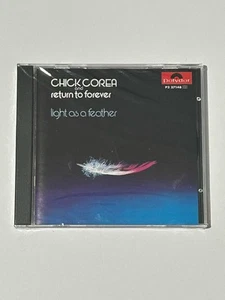 CHICK COREA
and
return to forever
light as a feather
Polydor